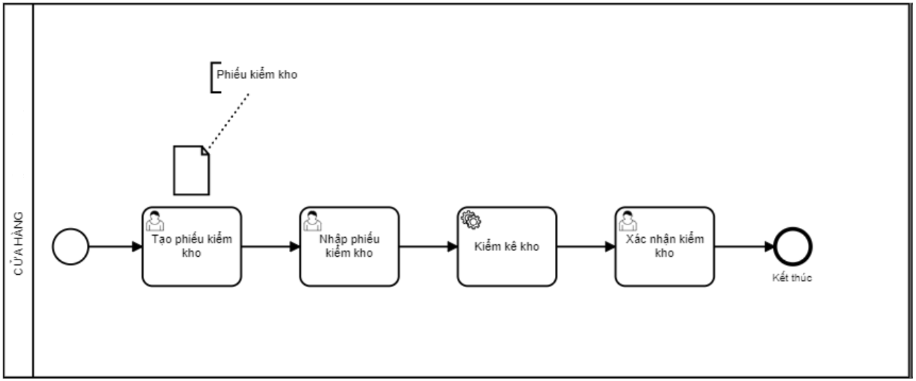 CỬA HÀNG
Phiếu kiểm kho
Tạo phiếu kiểm
kho
Nhập phiếu
kiểm kho
Kiểm kê kho
Xác nhận kiểm
kho
Kết thúc